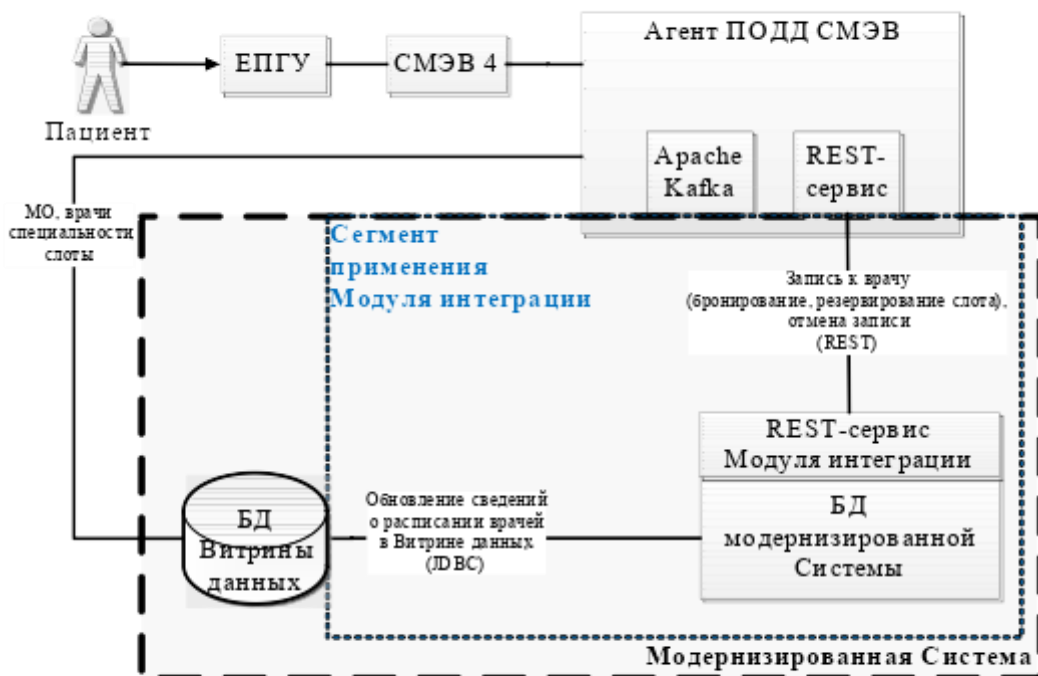 Агент ПОДД СМЭВ
ЕПГУ
СМЭВ 4
Пациент
Apache
Kafka
REST-
сервис
МО, врачи
специальности
слоты
Сегмент
применения
Модуля интеграции
Запись к врачу
(бронирование, резервирование слота),
отмена записи
(REST)
REST-сервис
Модуля интеграции
БД
Витрины
данных
Обновление сведений
о расписании врачей
в Витрине данных
(JDBC)
БД
модернизированной
Системы
Модернизированная Система